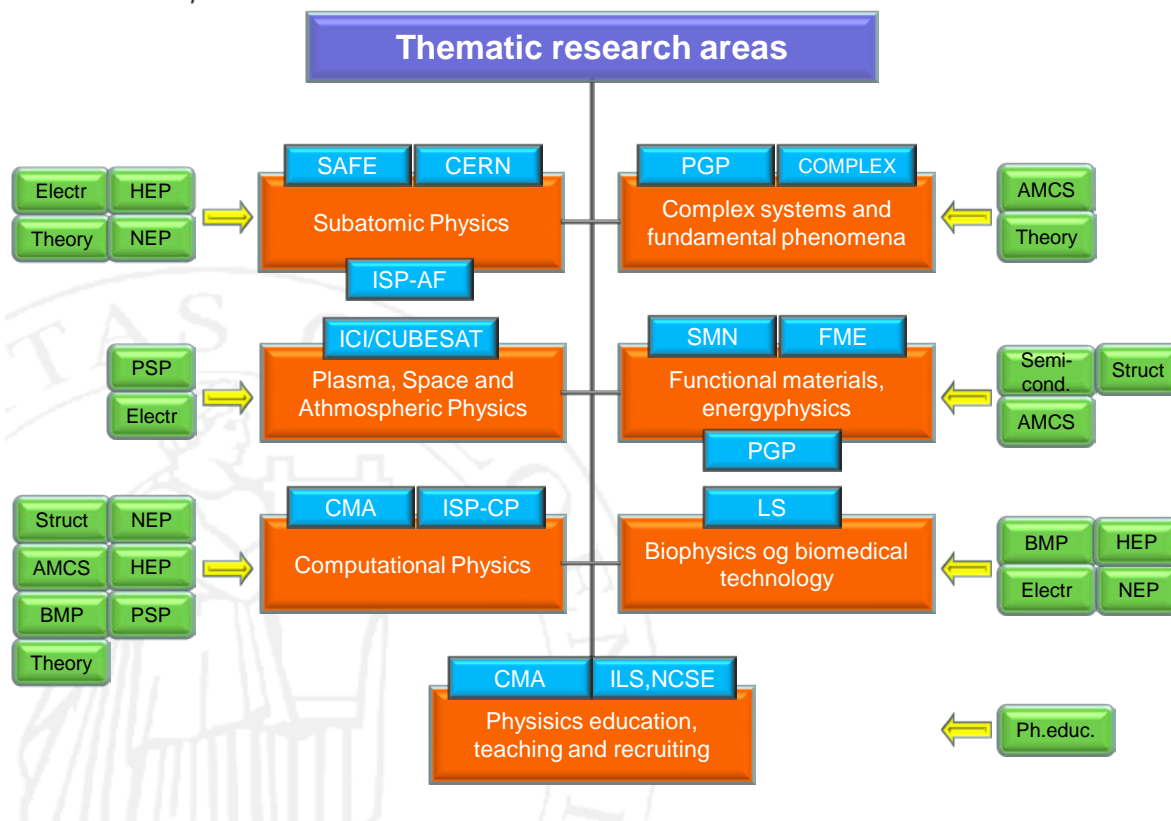 Thematic research areas
SAFE
CERN
Electr
HEP
Theory
NEP
Subatomic Physics
ISP-AF
PGP
COMPLEX
Complex systems and
fundamental phenomena
AMCS
Theory
ICI/CUBESAT
PSP
Electr
Plasma, Space and
Athmospheric Physics
SMN
FME
Functional materials,
energyphysics
PGP
Semi-
cond.
Struct
AMCS
CMA
ISP-CP
Struct
NEP
AMCS
HEP
BMP
PSP
Theory
Computational Physics
LS
Biophysics og biomedical
technology
BMP
HEP
Electr
NEP
CMA
ILS,NCSE
Physisics education,
teaching and recruiting
Ph.educ.